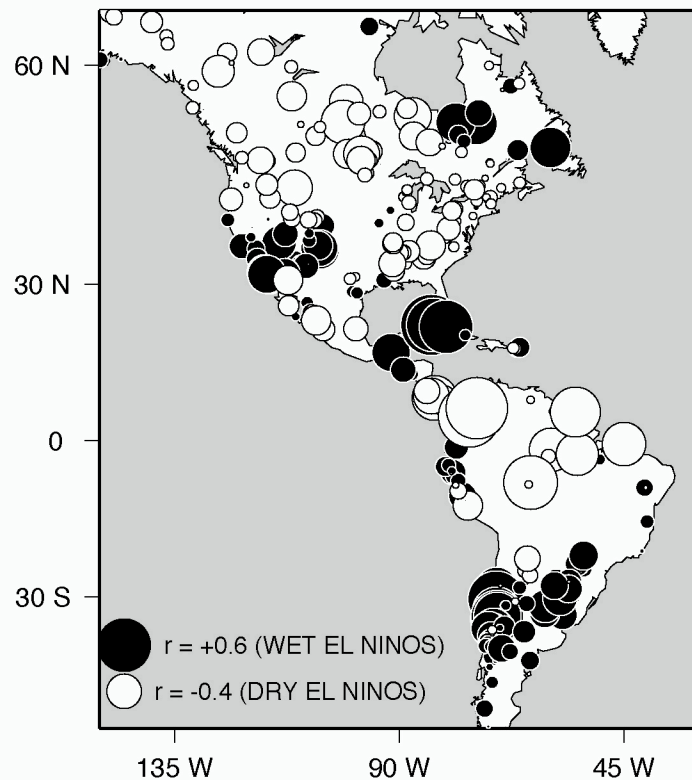 60 N
30 N
0
30 S
r = +0.6 (WET EL NINOS)
r = -0.4 (DRY EL NINOS)
135 W
90 W
45 W